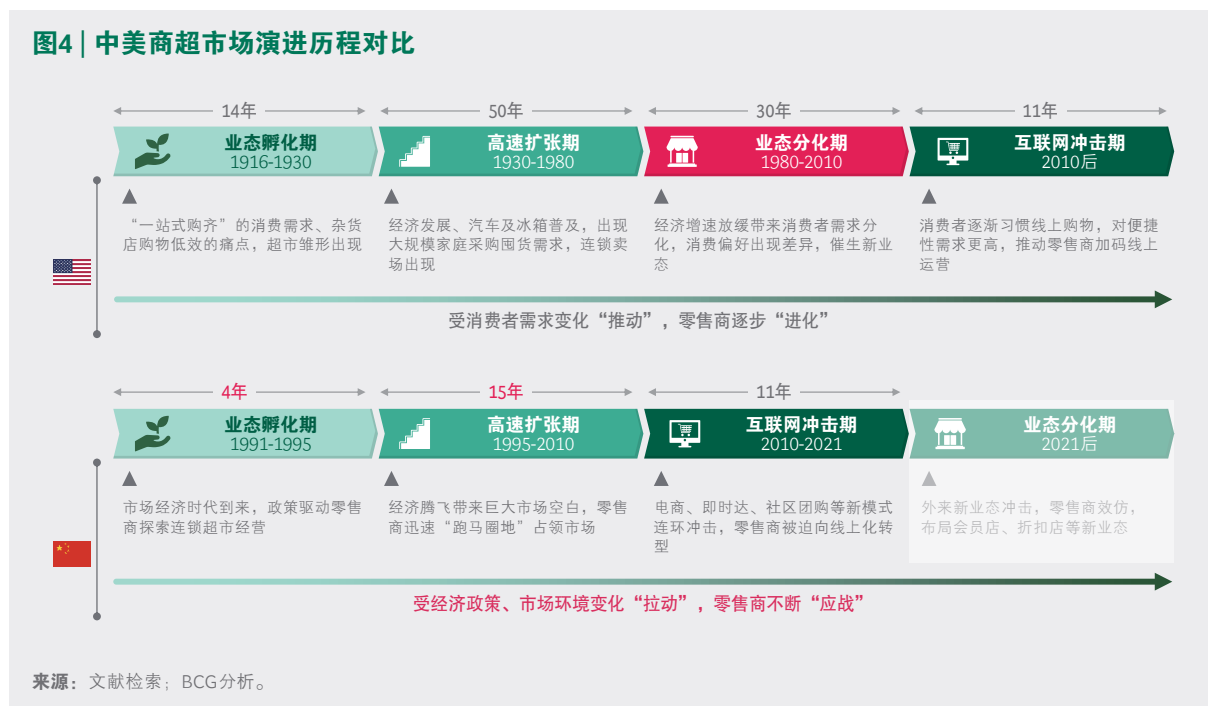 图4 | 中美商超市场演进历程对比
14年
50年
30年
11年
业态孵化期
1916-1930
高速扩张期
1930-1980
业态分化期
1980-2010
互联网冲击期
2010后
“一站式购齐”的消费需求、杂货
店购物低效的痛点，超市雏形出现
经济发展、汽车及冰箱普及，出现
大规模家庭采购囤货需求，连锁卖
场出现
经济增速放缓带来消费者需求分
化，消费偏好出现差异，催生新业
态
消费者逐渐习惯线上购物，对便捷
性需求更高，推动零售商加码线上
运营
受消费者需求变化“推动”，零售商逐步“进化”
4年
15年
11年
业态孵化期
1991-1995
高速扩张期
1995-2010
互联网冲击期
2010-2021
业态分化期
2021后
市场经济时代到来，政策驱动零售
商探索连锁超市经营
经济腾飞带来巨大市场空白，零售
商迅速“跑马圈地”占领市场
电商、即时达、社区团购等新模式
连环冲击，零售商被迫向线上化转
型
外来新业态冲击，零售商效仿，
布局会员店、折扣店等新业态
受经济政策、市场环境变化“拉动”，零售商不断“应战”
来源：文献检索；BCG分析。